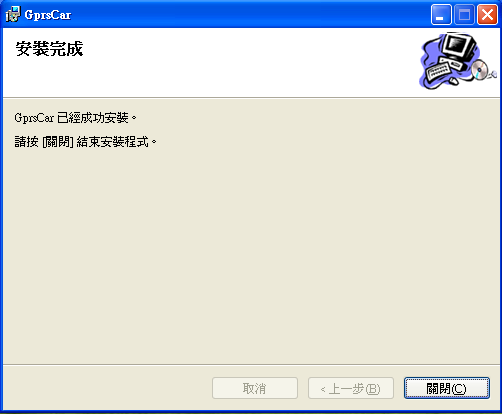 GprsCar
安裝完成
GprsCar 已經成功安裝。
請按 [關閉] 結束安裝程式。
取消
< 上一步(B)
關閉(C)